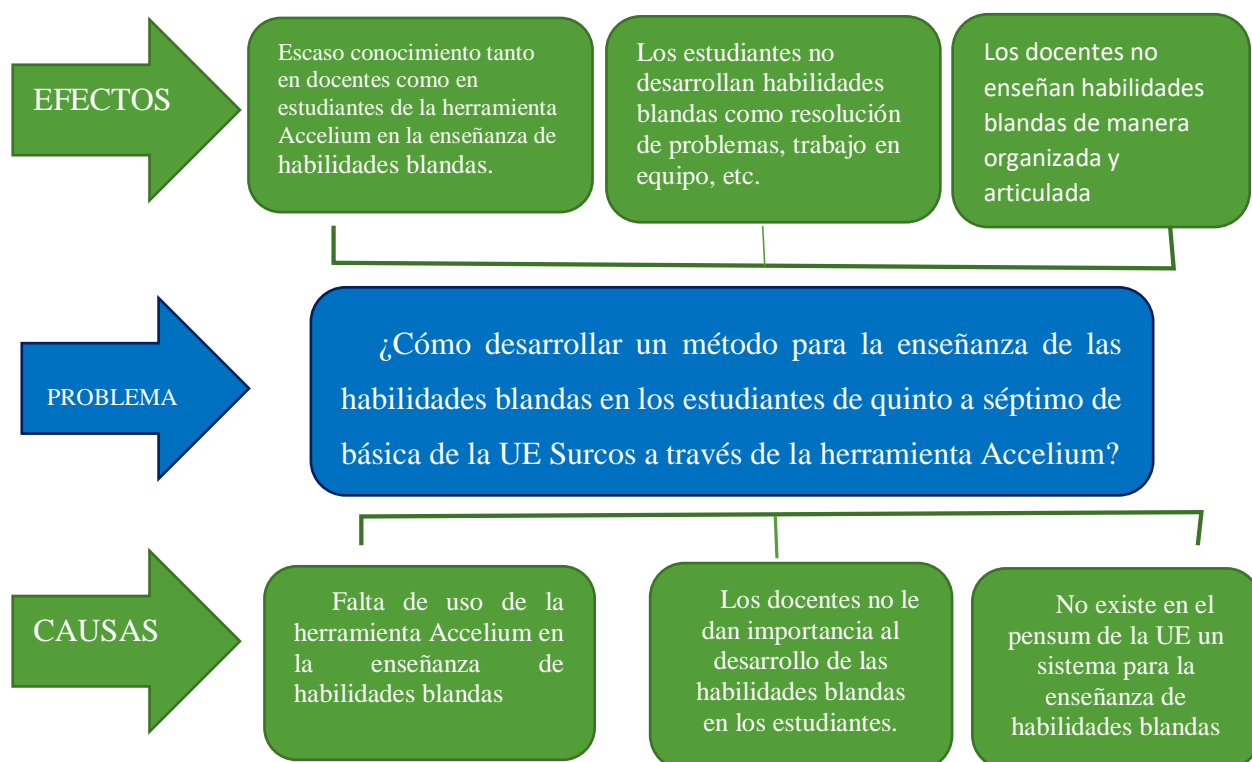 EFECTOS
Escaso conocimiento tanto
en docentes como en
estudiantes de la herramienta
Accelium en la enseñanza de
habilidades blandas.
Los estudiantes no
desarrollan habilidades
blandas como resolución
de problemas, trabajo en
equipo, etc.
Los docentes no
enseñan habilidades
blandas de manera
organizada y
articulada
PROBLEMA
¿Cómo desarrollar un método para la enseñanza de las
habilidades blandas en los estudiantes de quinto a séptimo de
básica de la UE Surcos a través de la herramienta Accelium?
CAUSAS
Falta de uso de la
herramienta Accelium en
la enseñanza de
habilidades blandas
Los docentes no le
dan importancia al
desarrollo de las
habilidades blandas
en los estudiantes.
No existe en el
pensum de la UE un
sistema para la
enseñanza de
habilidades blandas